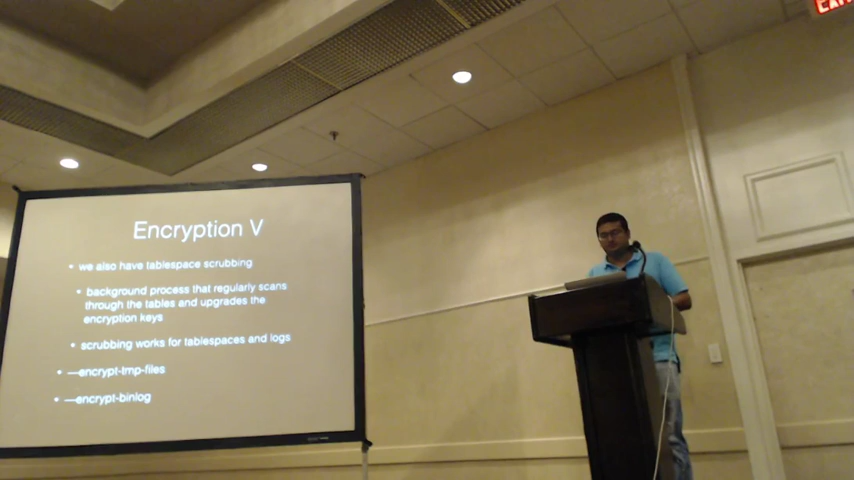 Encryption V
• we also have tablespace scrubbing
• background process that regularly scans
through the tables and upgrades the
encryption keys
• scrubbing works for tablespaces and logs
• —encrypt-tmp-files
• —encrypt-binlog
EXIT